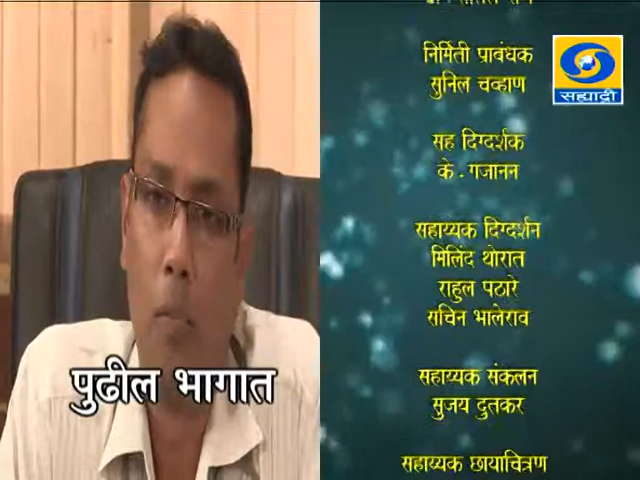 निर्मिती प्रावंधक
सुनिल चव्हाण
सह दिग्दर्शक
के . गजानन
सहाय्यक दिग्दर्शन
मिलिंद थोरात
राहुल पठारे
सचिन भालेराव
सहाय्यक संकलन
सुजय दुतकर
सहाय्यक छायाचित्रण
सह्याद्री
पुढील भागात